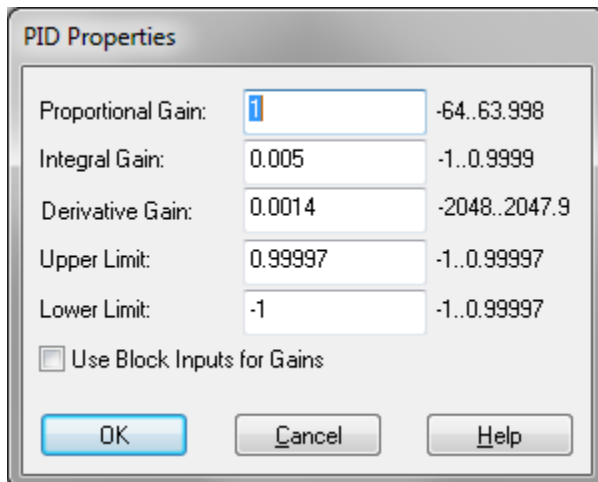 PID Properties
Proportional Gain: 1 -64..63.998
Integral Gain: 0.005 -1..0.9999
Derivative Gain: 0.0014 -2048..2047.9
Upper Limit: 0.99997 -1..0.99997
Lower Limit: -1 -1..0.99997
Use Block Inputs for Gains
OK Cancel Help